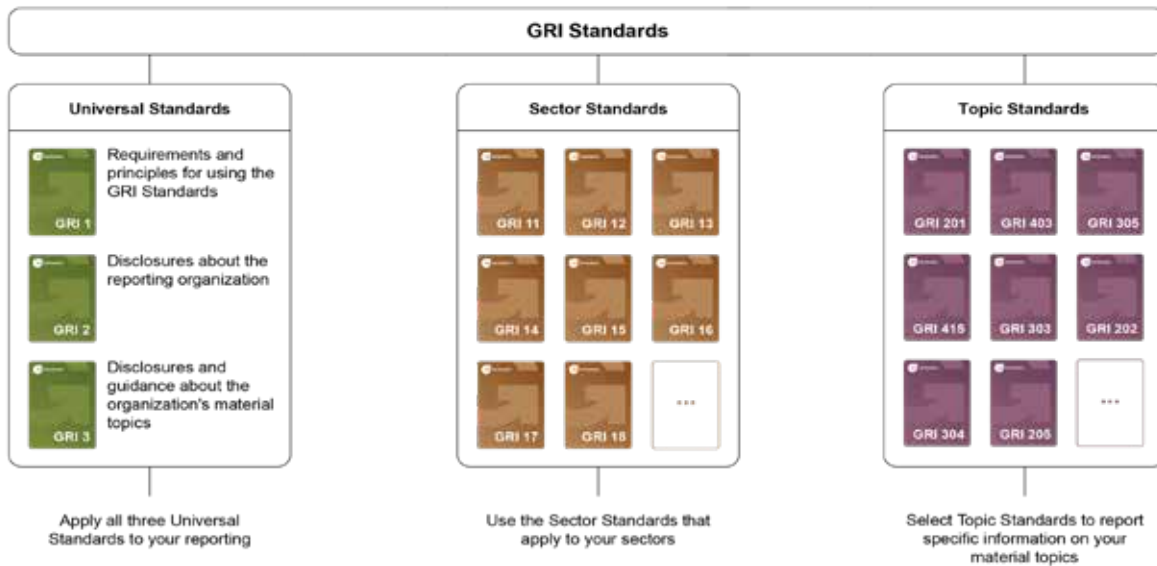 GRI Standards
Universal Standards
GRI 1
Requirements and
principles for using the
GRI Standards
GRI 2
Disclosures about the
reporting organization
GRI 3
Disclosures and
guidance about the
organization's material
topics
Apply all three Universal
Standards to your reporting
Sector Standards
GRI 11 GRI 12 GRI 13
GRI 14 GRI 15 GRI 16
GRI 17 GRI 18 ...
Use the Sector Standards that
apply to your sectors
Topic Standards
GRI 201 GRI 403 GRI 305
GRI 415 GRI 303 GRI 202
GRI 304 GRI 205 ...
Select Topic Standards to report
specific information on your
material topics